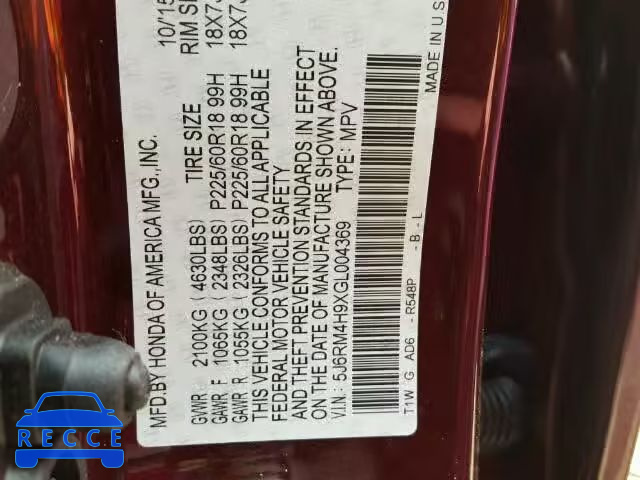 MFD.BY HONDA OF AMERICA MFG.,INC. 10/'15
TIRE SIZE RIM SI
GVWR 2100KG ( 4630LBS)
GAWR F 1065KG ( 2348LBS) P225/60R18 99H 18X7
GAWR R 1055KG ( 2326LBS) P225/60R18 99H 18X7
THIS VEHICLE CONFORMS TO ALL APPLICABLE
FEDERAL MOTOR VEHICLE SAFETY
AND THEFT PREVENTION STANDARDS IN EFFECT
ON THE DATE OF MANUFACTURE SHOWN ABOVE.
V.I.N.: 5J6RM4H9XGL004369 TYPE: MPV
T1W G AD6 - R548P - B - L MADE IN U S
RECCE